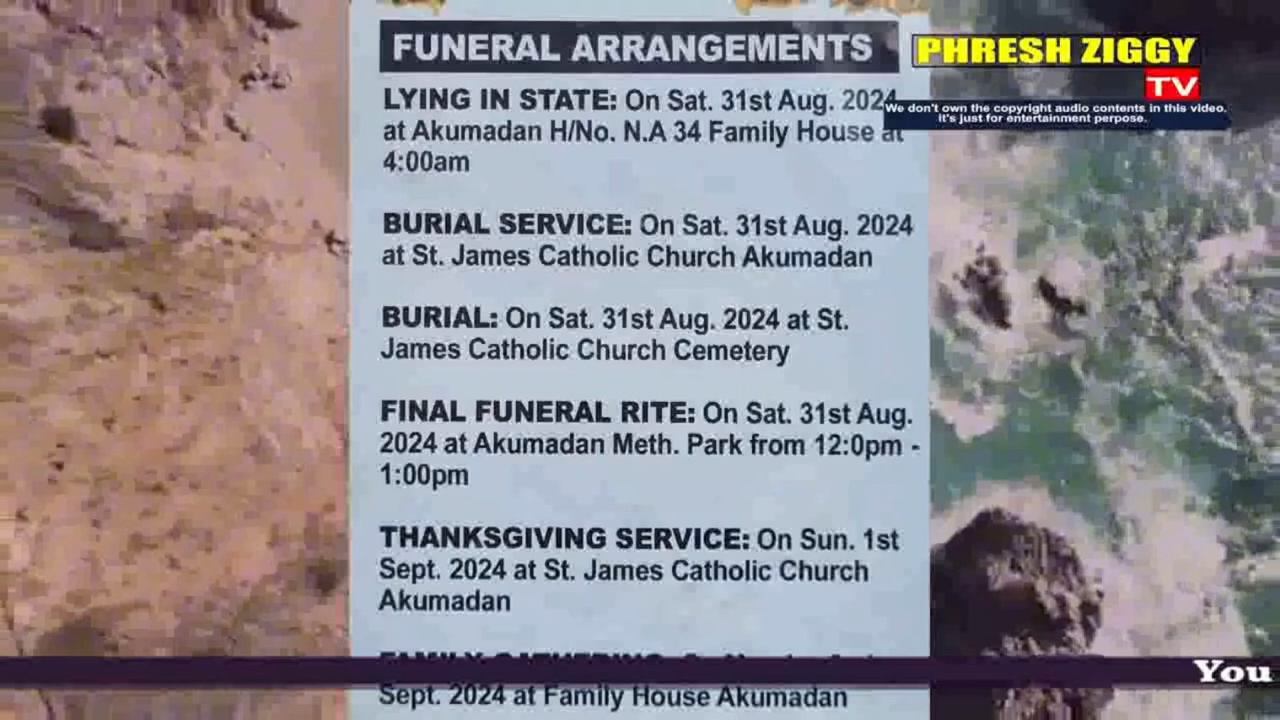 FUNERAL ARRANGEMENTS
PHRESH ZIGGY
TV
We don't own the copyright audio contents in this video.
it's just for entertainment perpose.
LYING IN STATE: On Sat. 31st Aug. 2024
at Akumadan H/No. N.A 34 Family House at
4:00am
BURIAL SERVICE: On Sat. 31st Aug. 2024
at St. James Catholic Church Akumadan
BURIAL: On Sat. 31st Aug. 2024 at St.
James Catholic Church Cemetery
FINAL FUNERAL RITE: On Sat. 31st Aug.
2024 at Akumadan Meth. Park from 12:0pm -
1:00pm
THANKSGIVING SERVICE: On Sun. 1st
Sept. 2024 at St. James Catholic Church
Akumadan
You
Sept. 2024 at Family House Akumadan